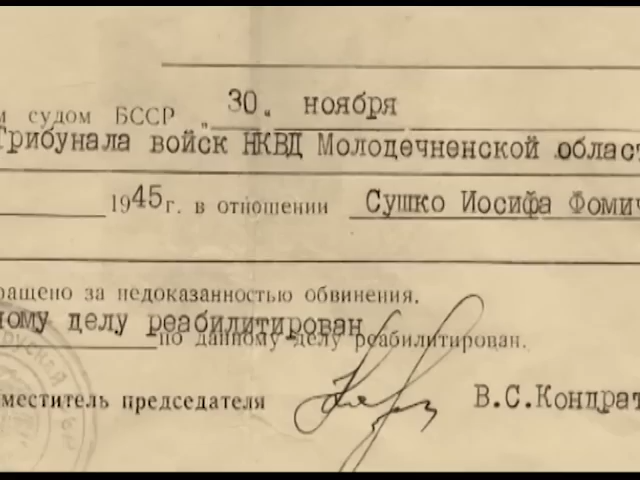 м судом БССР „30„ ноября
Трибунала войск НКВД Молодечненской област
1945г. в отношении Сушко Иосифа Фомич
ращено за недоказанностью обвинения.
ному делу реабилитирован
по данному делу реабилитирован.
меститель председателя В.С.Кондрат